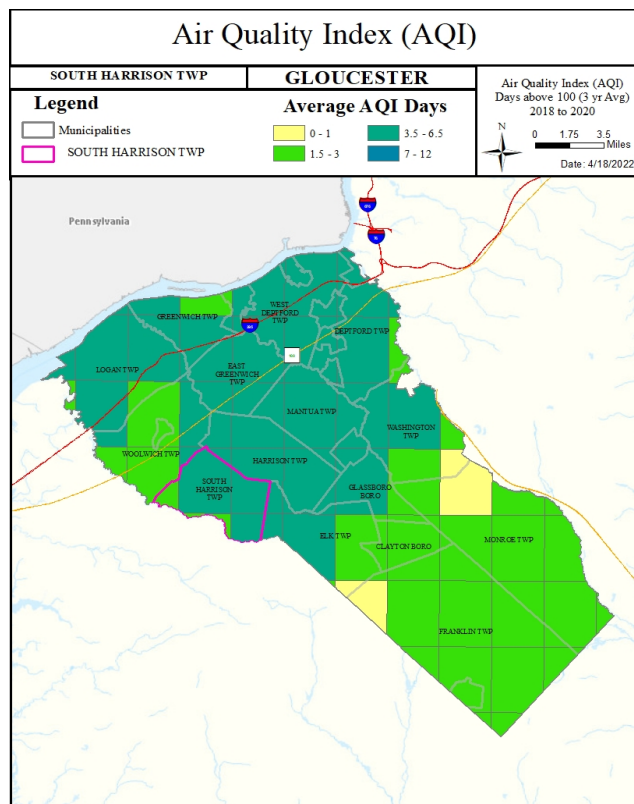 Air Quality Index (AQI)
SOUTH HARRISON TWP
GLOUCESTER
Air Quality Index (AQI)
Days above 100 (3 yr Avg)
2018 to 2020
Legend
Municipalities
SOUTH HARRISON TWP
Average AQI Days
0 - 1
3.5 - 6.5
1.5 - 3
7 - 12
N
0 1.75 3.5
Miles
Date: 4/18/2022
Pennsylvania
WEST
DEPTFORD
TWP
GREENWICH TWP
DEPTFORD TWP
LOGAN TWP
EAST
GREENWICH
TWP
MANTUA TWP
WASHINGTON
TWP
WOOLWICH TWP
HARRISON TWP
SOUTH
HARRISON
TWP
GLASSBORO
BORO
ELK TWP
CLAYTON BORO
MONROE TWP
FRANKLIN TWP